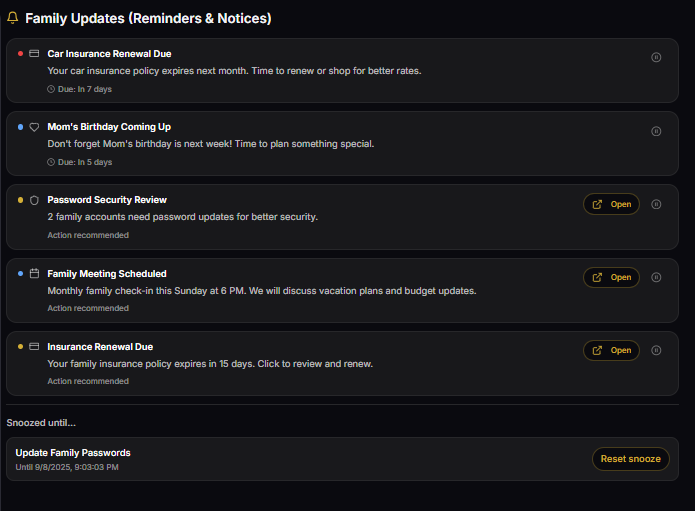 Family Updates (Reminders & Notices)
Car Insurance Renewal Due
Your car insurance policy expires next month. Time to renew or shop for better rates.
Due: In 7 days
Mom's Birthday Coming Up
Don't forget Mom's birthday is next week! Time to plan something special.
Due: In 5 days
Password Security Review
Open
2 family accounts need password updates for better security.
Action recommended
Family Meeting Scheduled
Open
Monthly family check-in this Sunday at 6 PM. We will discuss vacation plans and budget updates.
Action recommended
Insurance Renewal Due
Open
Your family insurance policy expires in 15 days. Click to review and renew.
Action recommended
Snoozed until...
Update Family Passwords
Until 9/8/2025, 9:03:03 PM
Reset snooze